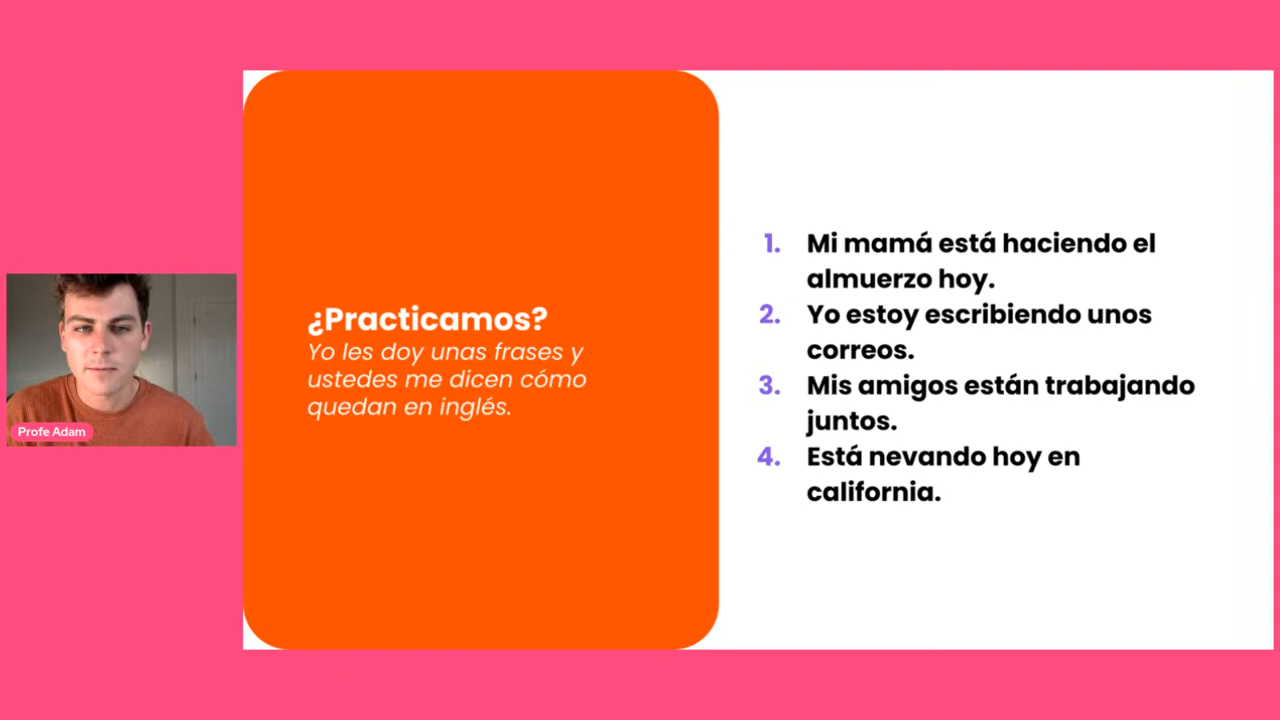 ¿Practicamos?
Yo les doy unas frases y
ustedes me dicen cómo
quedan en inglés.
1. Mi mamá está haciendo el
almuerzo hoy.
2. Yo estoy escribiendo unos
correos.
3. Mis amigos están trabajando
juntos.
4. Está nevando hoy en
california.
Profe Adam